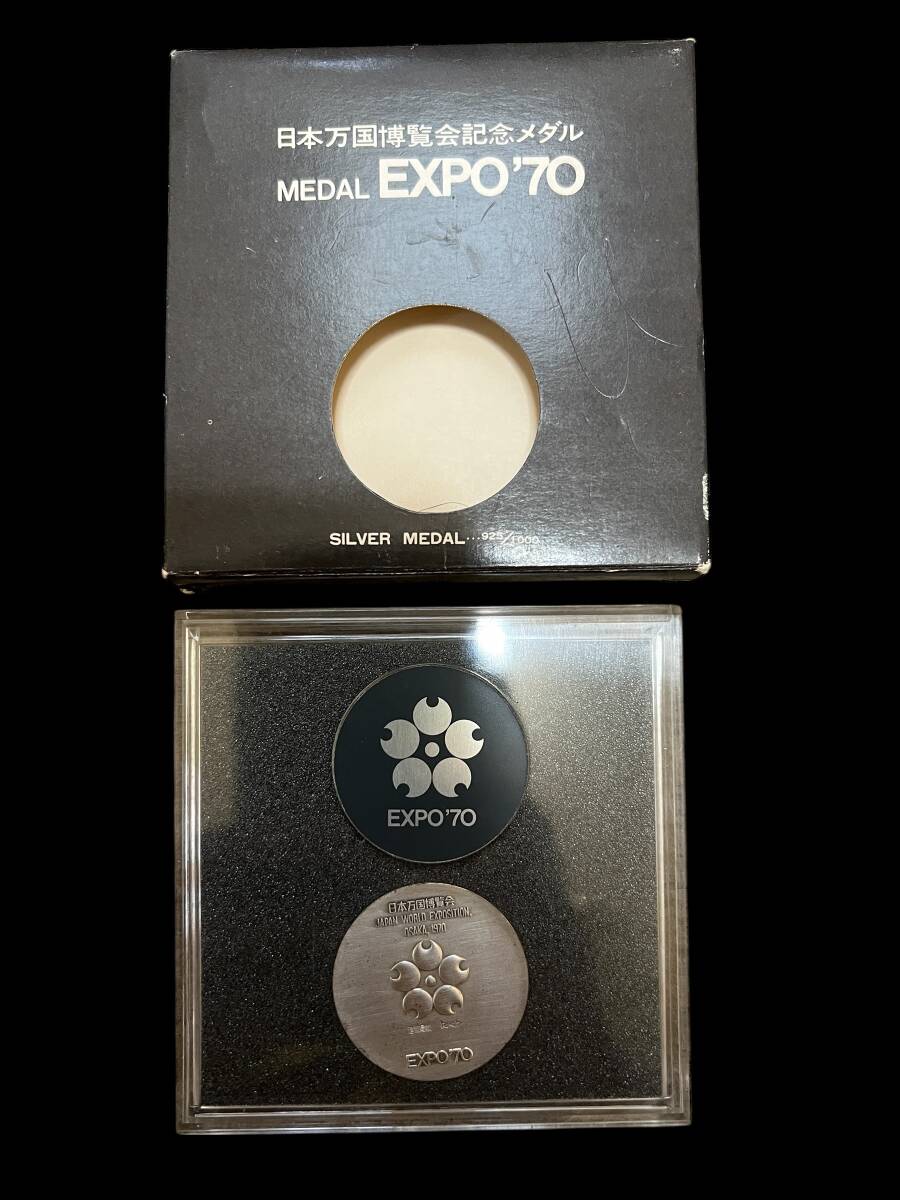 日本万国博覧会記念メダル
MEDAL EXPO'70
SILVER MEDAL...925/1000
EXPO'70
日本万国博覧会
JAPAN WORLD EXPOSITION,
OSAKA, 1970
EXPO'70